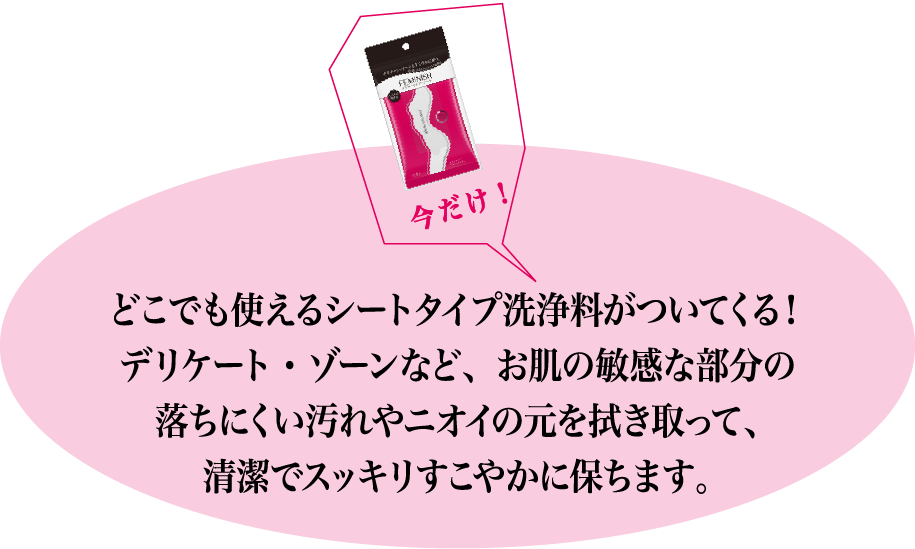 FEMINISH
今だけ！
どこでも使えるシートタイプ洗浄料がついてくる！
デリケート・ゾーンなど、お肌の敏感な部分の
落ちにくい汚れやニオイの元を拭き取って、
清潔でスッキリすこやかに保ちます。